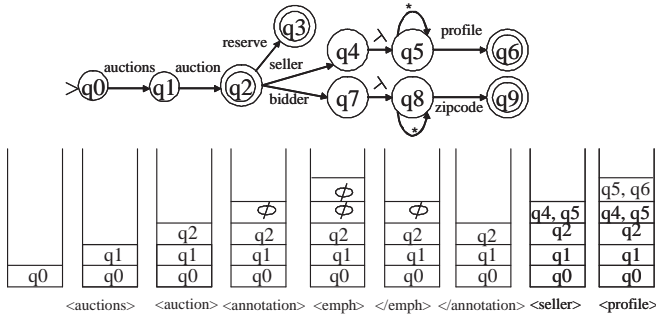 reserve q3
q4 λ q5 * profile q6
> q0 auctions q1 auction q2 seller
bidder q7 λ q8 * zipcode q9
ϕ q5, q6
ϕ ϕ ϕ q4, q5 q4, q5
q2 q2 q2 q2 q2 q2 q2
q1 q1 q1 q1 q1 q1 q1 q1
q0 q0 q0 q0 q0 q0 q0 q0 q0
<auctions> <auction> <annotation> <emph> </emph> </annotation> <seller> <profile>